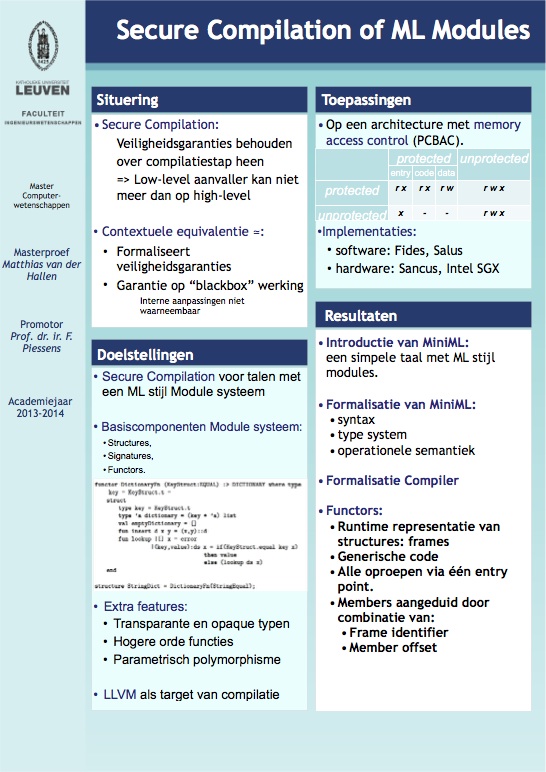 Secure Compilation of ML Modules
KATHOLIEKE UNIVERSITEIT
LEUVEN
FACULTEIT
INGENIEURSWETENSCHAPPEN
Master
Computer-
wetenschappen
Masterproef
Matthias van der
Hallen
Promotor
Prof. dr. ir. F.
Piessens
Academiejaar
2013-2014
Situering
• Secure Compilation:
Veiligheidsgaranties behouden
over compilatiestap heen
=> Low-level aanvaller kan niet
meer dan op high-level
• Contextuele equivalentie ≃:
• Formaliseert
veiligheidsgaranties
• Garantie op “blackbox” werking
Interne aanpassingen niet
waarneembaar
Doelstellingen
• Secure Compilation voor talen met
een ML stijl Module systeem
• Basiscomponenten Module systeem:
• Structures,
• Signatures,
• Functors.
functor DictionaryFn (KeyStruct:EQUAL) :> DICTIONARY where type
key = KeyStruct.t =
struct
type key = KeyStruct.t
type 'a dictionary = (key * 'a) list
val emptyDictionary = []
fun insert d x y = (x,y)::d
fun lookup ([] x = error
|(key,value):ds x = if(KeyStruct.equal key x)
then value
else (lookup ds x)
end
structure StringDict = DictionaryFn(StringEqual);
• Extra features:
• Transparante en opaque typen
• Hogere orde functies
• Parametrisch polymorphisme
• LLVM als target van compilatie
Toepassingen
• Op een architecture met memory
access control (PCBAC).
protected unprotected
entry code data
protected r x r x r w r w x
unprotected x - - r w x
•Implementaties:
• software: Fides, Salus
• hardware: Sancus, Intel SGX
Resultaten
• Introductie van MiniML:
een simpele taal met ML stijl
modules.
• Formalisatie van MiniML:
• syntax
• type system
• operationele semantiek
• Formalisatie Compiler
• Functors:
• Runtime representatie van
structures: frames
• Generische code
• Alle oproepen via één entry
point.
• Members aangeduid door
combinatie van:
• Frame identifier
• Member offset